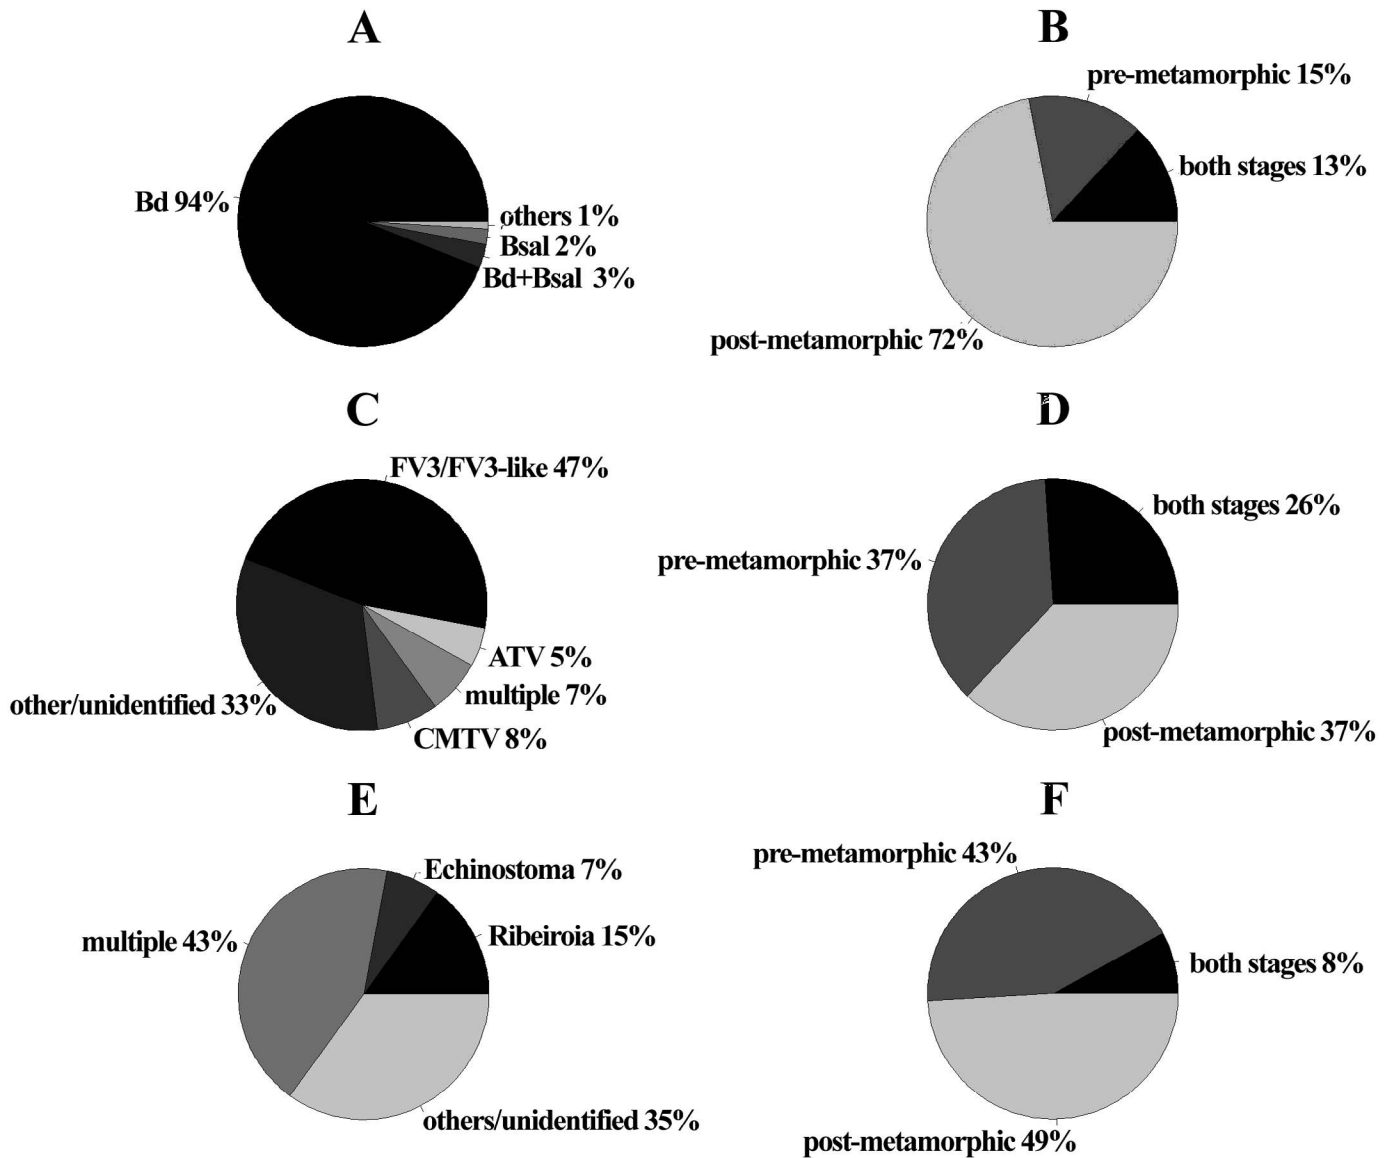 A
Bd 94%
others 1%
Bsal 2%
Bd+Bsal 3%
B
pre-metamorphic 15%
both stages 13%
post-metamorphic 72%
C
FV3/FV3-like 47%
ATV 5%
multiple 7%
CMTV 8%
other/unidentified 33%
D
both stages 26%
pre-metamorphic 37%
post-metamorphic 37%
E
Echinostoma 7%
Ribeiroia 15%
multiple 43%
others/unidentified 35%
F
pre-metamorphic 43%
both stages 8%
post-metamorphic 49%